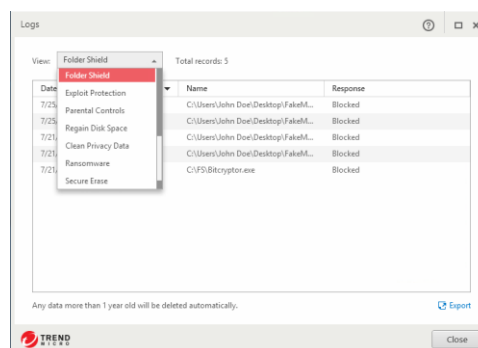 Logs
View: Folder Shield Total records: 5
Folder Shield
Exploit Protection
Parental Controls
Regain Disk Space
Clean Privacy Data
Ransomware
Secure Erase
Date Name Response
7/25, C:\Users\John Doe\Desktop\FakeM... Blocked
7/25, C:\Users\John Doe\Desktop\FakeM... Blocked
7/21, C:\Users\John Doe\Desktop\FakeM... Blocked
7/21, C:\Users\John Doe\Desktop\FakeM... Blocked
7/21, C:\FS\Bitcryptor.exe Blocked
Any data more than 1 year old will be deleted automatically. Export
TREND
MICRO
Close